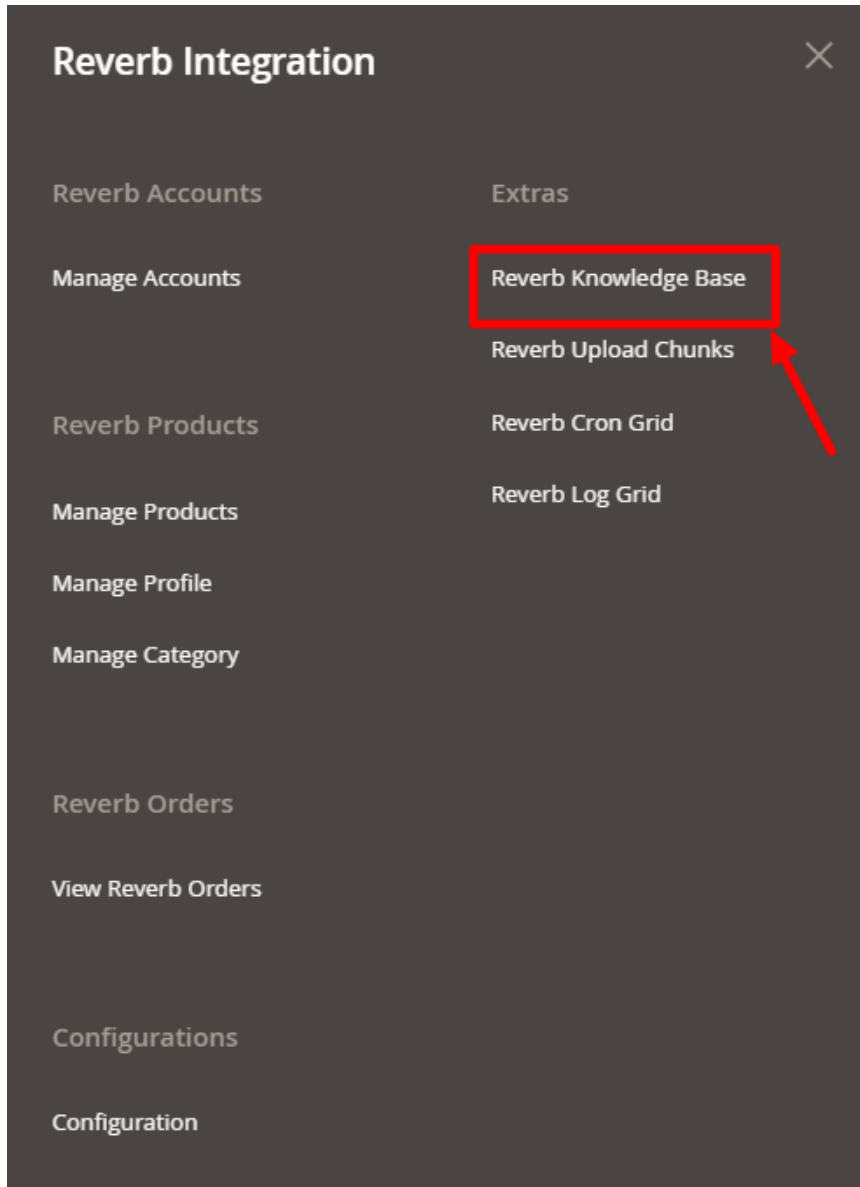 Reverb Integration
Reverb Accounts
Manage Accounts
Reverb Products
Manage Products
Manage Profile
Manage Category
Reverb Orders
View Reverb Orders
Configurations
Configuration
Extras
Reverb Knowledge Base
Reverb Upload Chunks
Reverb Cron Grid
Reverb Log Grid